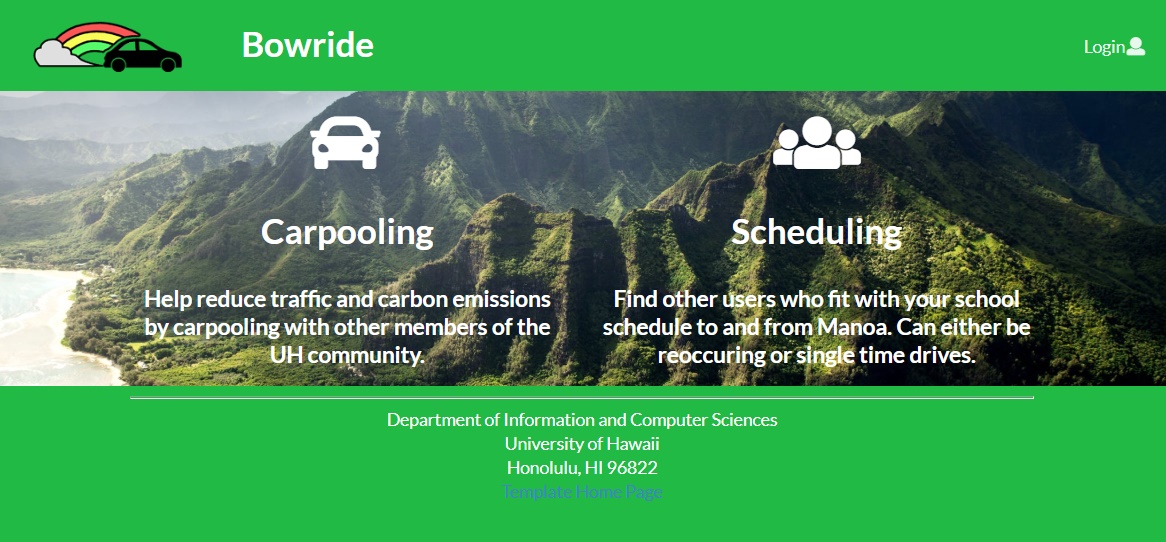 Bowride
Login
Carpooling
Scheduling
Help reduce traffic and carbon emissions
by carpooling with other members of the
UH community.
Find other users who fit with your school
schedule to and from Manoa. Can either be
reoccuring or single time drives.
Department of Information and Computer Sciences
University of Hawaii
Honolulu, HI 96822
Template Home Page